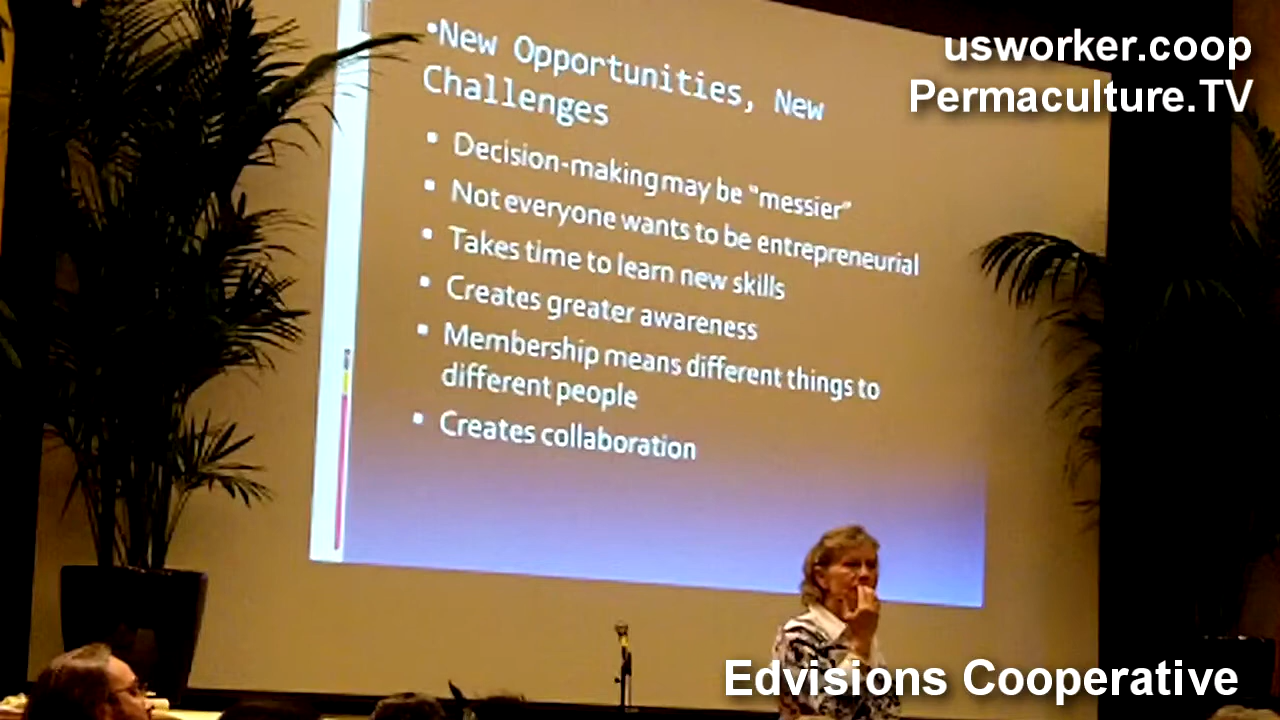 usworker.coop
Permaculture.TV
•New Opportunities, New
Challenges
▪ Decision-making may be "messier"
▪ Not everyone wants to be entrepreneurial
▪ Takes time to learn new skills
▪ Creates greater awareness
▪ Membership means different things to
different people
▪ Creates collaboration
Edvisions Cooperative